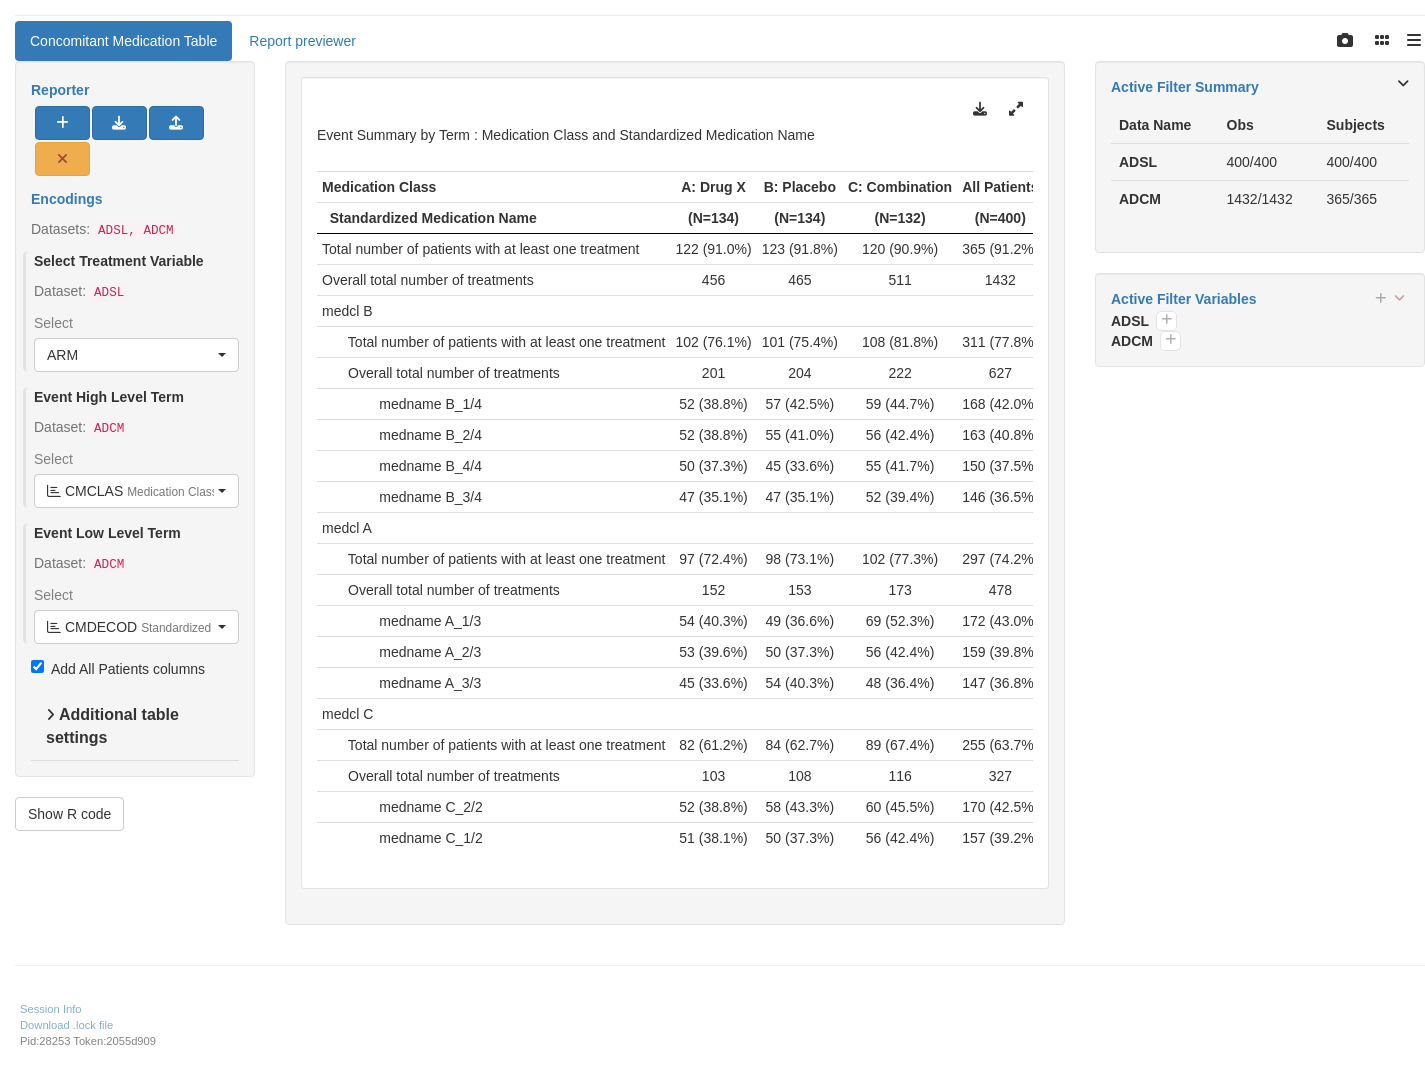 Concomitant Medication Table Report previewer
Reporter
Encodings
Datasets: ADSL, ADCM
Select Treatment Variable
Dataset: ADSL
Select
ARM
Event High Level Term
Dataset: ADCM
Select
CMCLAS Medication Class
Event Low Level Term
Dataset: ADCM
Select
CMDECOD Standardized
Add All Patients columns
Additional table
settings
Show R code
Event Summary by Term : Medication Class and Standardized Medication Name
Medication Class A: Drug X B: Placebo C: Combination All Patients
Standardized Medication Name (N=134) (N=134) (N=132) (N=400)
Total number of patients with at least one treatment 122 (91.0%) 123 (91.8%) 120 (90.9%) 365 (91.2%
Overall total number of treatments 456 465 511 1432
medcl B
Total number of patients with at least one treatment 102 (76.1%) 101 (75.4%) 108 (81.8%) 311 (77.8%
Overall total number of treatments 201 204 222 627
medname B_1/4 52 (38.8%) 57 (42.5%) 59 (44.7%) 168 (42.0%
medname B_2/4 52 (38.8%) 55 (41.0%) 56 (42.4%) 163 (40.8%
medname B_4/4 50 (37.3%) 45 (33.6%) 55 (41.7%) 150 (37.5%
medname B_3/4 47 (35.1%) 47 (35.1%) 52 (39.4%) 146 (36.5%
medcl A
Total number of patients with at least one treatment 97 (72.4%) 98 (73.1%) 102 (77.3%) 297 (74.2%
Overall total number of treatments 152 153 173 478
medname A_1/3 54 (40.3%) 49 (36.6%) 69 (52.3%) 172 (43.0%
medname A_2/3 53 (39.6%) 50 (37.3%) 56 (42.4%) 159 (39.8%
medname A_3/3 45 (33.6%) 54 (40.3%) 48 (36.4%) 147 (36.8%
medcl C
Total number of patients with at least one treatment 82 (61.2%) 84 (62.7%) 89 (67.4%) 255 (63.7%
Overall total number of treatments 103 108 116 327
medname C_2/2 52 (38.8%) 58 (43.3%) 60 (45.5%) 170 (42.5%
medname C_1/2 51 (38.1%) 50 (37.3%) 56 (42.4%) 157 (39.2%
Active Filter Summary
Data Name Obs Subjects
ADSL 400/400 400/400
ADCM 1432/1432 365/365
Active Filter Variables
ADSL
ADCM
Session Info
Download .lock file
Pid:28253 Token:2055d909